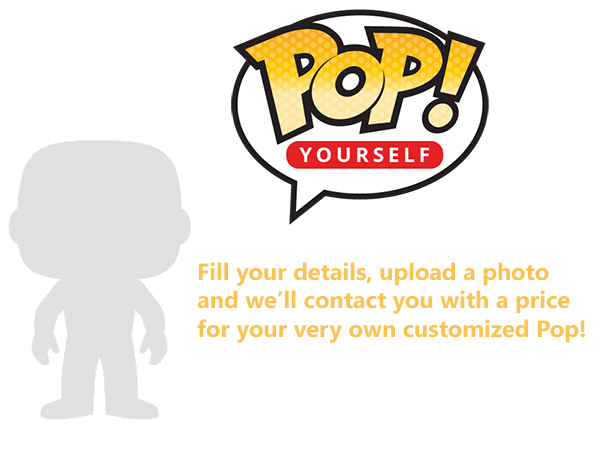 POP!
YOURSELF
Fill your details, upload a photo
and we’ll contact you with a price
for your very own customized Pop!